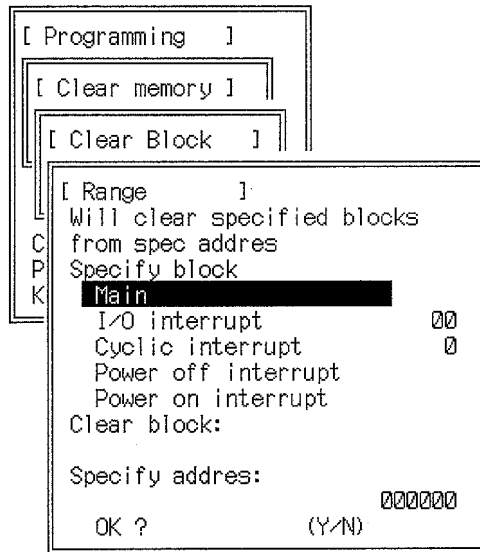 [ Programming ]
[ Clear memory ]
[ Clear Block ]
[ Range ]
Will clear specified blocks
from spec addres
Specify block
Main
I/O interrupt 00
Cyclic interrupt 0
Power off interrupt
Power on interrupt
Clear block:
Specify addres:
000000
OK ? (Y/N)
C
P
K